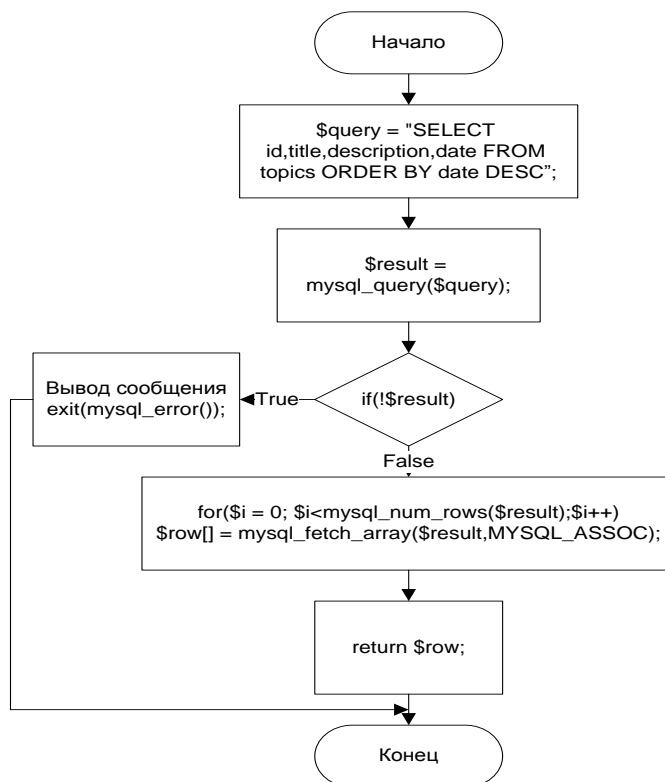 Начало
$query = "SELECT
id,title,description,date FROM
topics ORDER BY date DESC”;
$result =
mysql_query($query);
Вывод сообщения
exit(mysql_error());
True
if(!$result)
False
for($i = 0; $i<mysql_num_rows($result);$i++)
$row[] = mysql_fetch_array($result,MYSQL_ASSOC);
return $row;
Конец